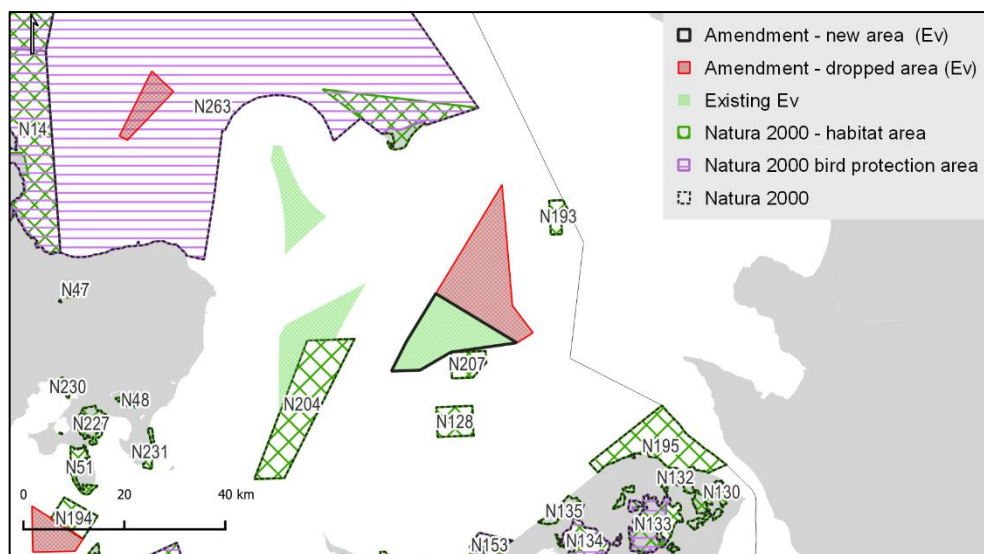 Amendment - new area (Ev)
Amendment - dropped area (Ev)
Existing Ev
Natura 2000 - habitat area
Natura 2000 bird protection area
Natura 2000
N263
N14
N193
N47
N207
N230
N48
N204
N227
N128
N231
N195
N51
N132
N130
0 20 40 km
N194
N135
N133
N134
N153